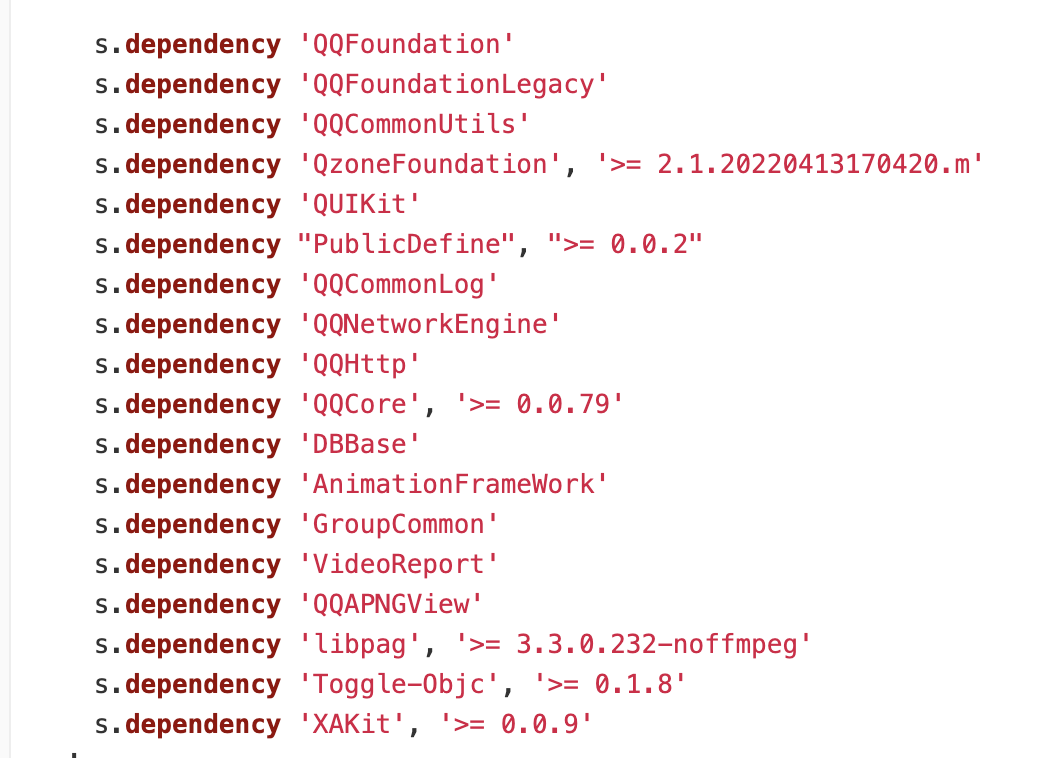 s.dependency 'QQFoundation'
s.dependency 'QQFoundationLegacy'
s.dependency 'QQCommonUtils'
s.dependency 'QzoneFoundation', '>= 2.1.20220413170420.m'
s.dependency 'QUIKit'
s.dependency "PublicDefine", ">= 0.0.2"
s.dependency 'QQCommonLog'
s.dependency 'QQNetworkEngine'
s.dependency 'QQHttp'
s.dependency 'QQCore', '>= 0.0.79'
s.dependency 'DBBase'
s.dependency 'AnimationFrameWork'
s.dependency 'GroupCommon'
s.dependency 'VideoReport'
s.dependency 'QQAPNGView'
s.dependency 'libpag', '>= 3.3.0.232-noffmpeg'
s.dependency 'Toggle-Objc', '>= 0.1.8'
s.dependency 'XAKit', '>= 0.0.9'